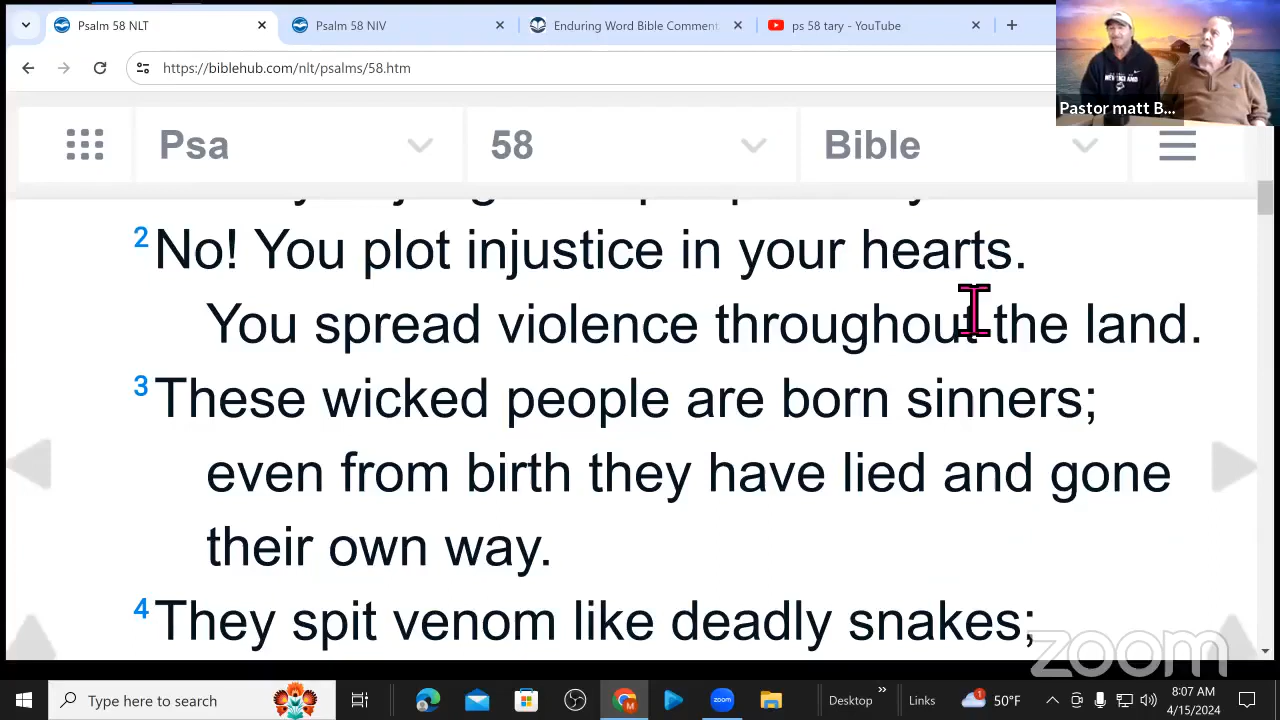 Psalm 58 NLT
Psalm 58 NIV
Enduring Word Bible Comment
ps 58 tary - YouTube
https://biblehub.com/nlt/psalms/58.htm
Pastor matt B...
Psa
58
Bible
2 No! You plot injustice in your hearts.
You spread violence throughout the land.
3 These wicked people are born sinners;
even from birth they have lied and gone
their own way.
4 They spit venom like deadly snakes;
zoom
Type here to search
zoom
Desktop
Links
1
50°F
8:07 AM
4/15/2024